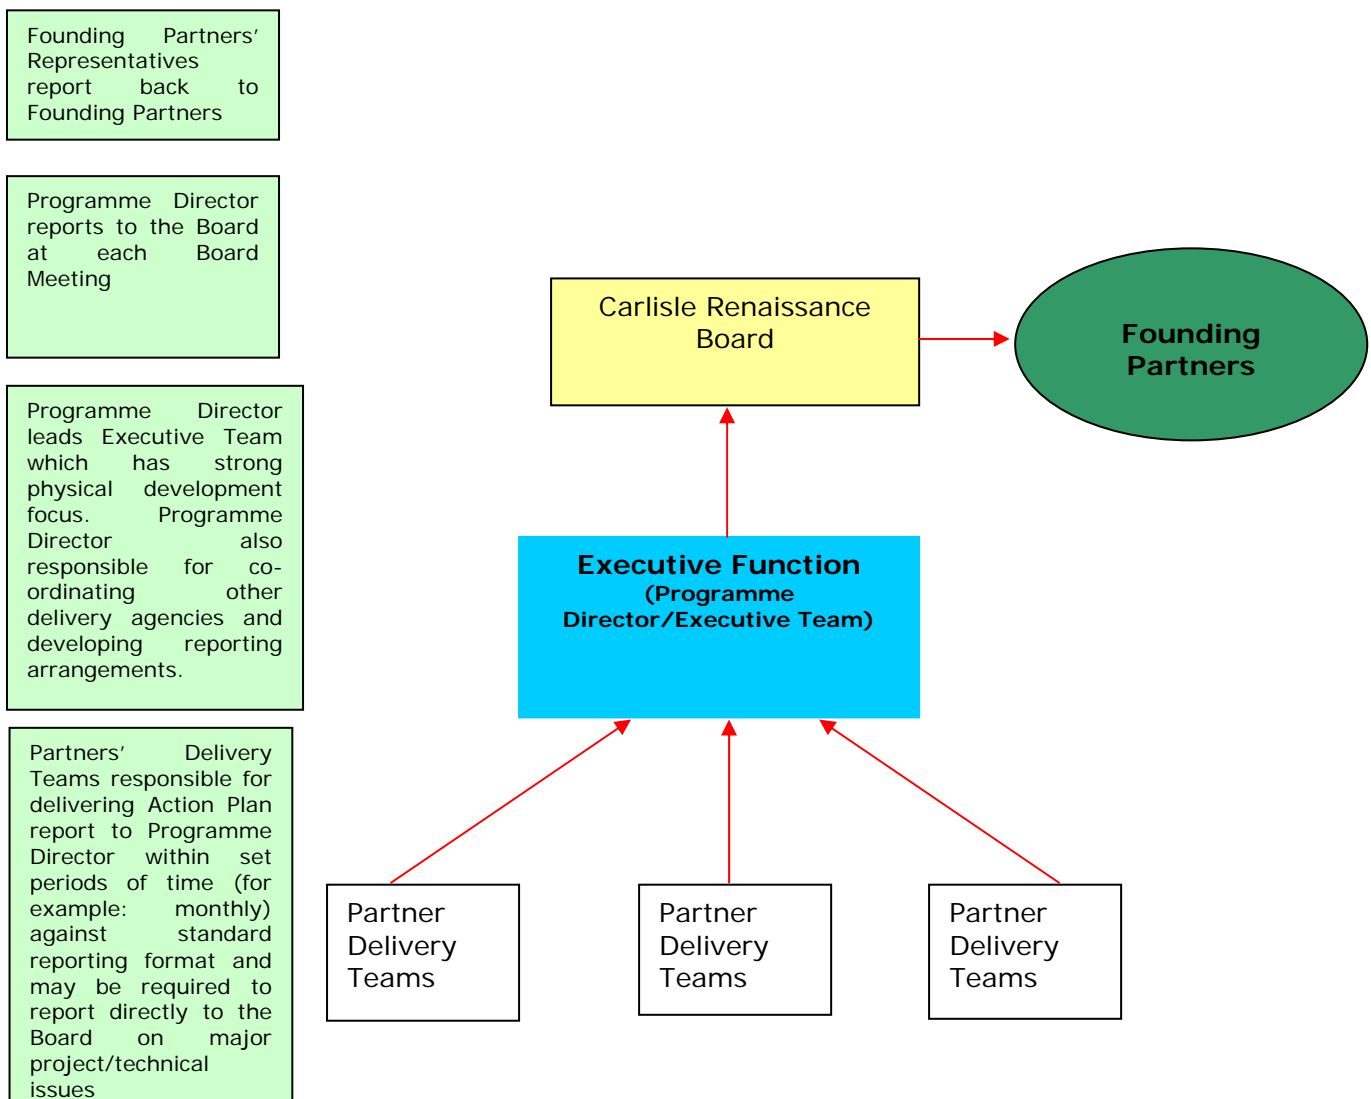 Founding Partners’
Representatives
report back to
Founding Partners
Programme Director
reports to the Board
at each Board
Meeting
Carlisle Renaissance
Board
Founding
Partners
Programme Director
leads Executive Team
which has strong
physical development
focus. Programme
Director also
responsible for co-
ordinating other
delivery agencies and
developing reporting
arrangements.
Executive Function
(Programme
Director/Executive Team)
Partners’ Delivery
Teams responsible for
delivering Action Plan
report to Programme
Director within set
periods of time (for
example: monthly)
against standard
reporting format and
may be required to
report directly to the
Board on major
project/technical
issues
Partner
Delivery
Teams
Partner
Delivery
Teams
Partner
Delivery
Teams